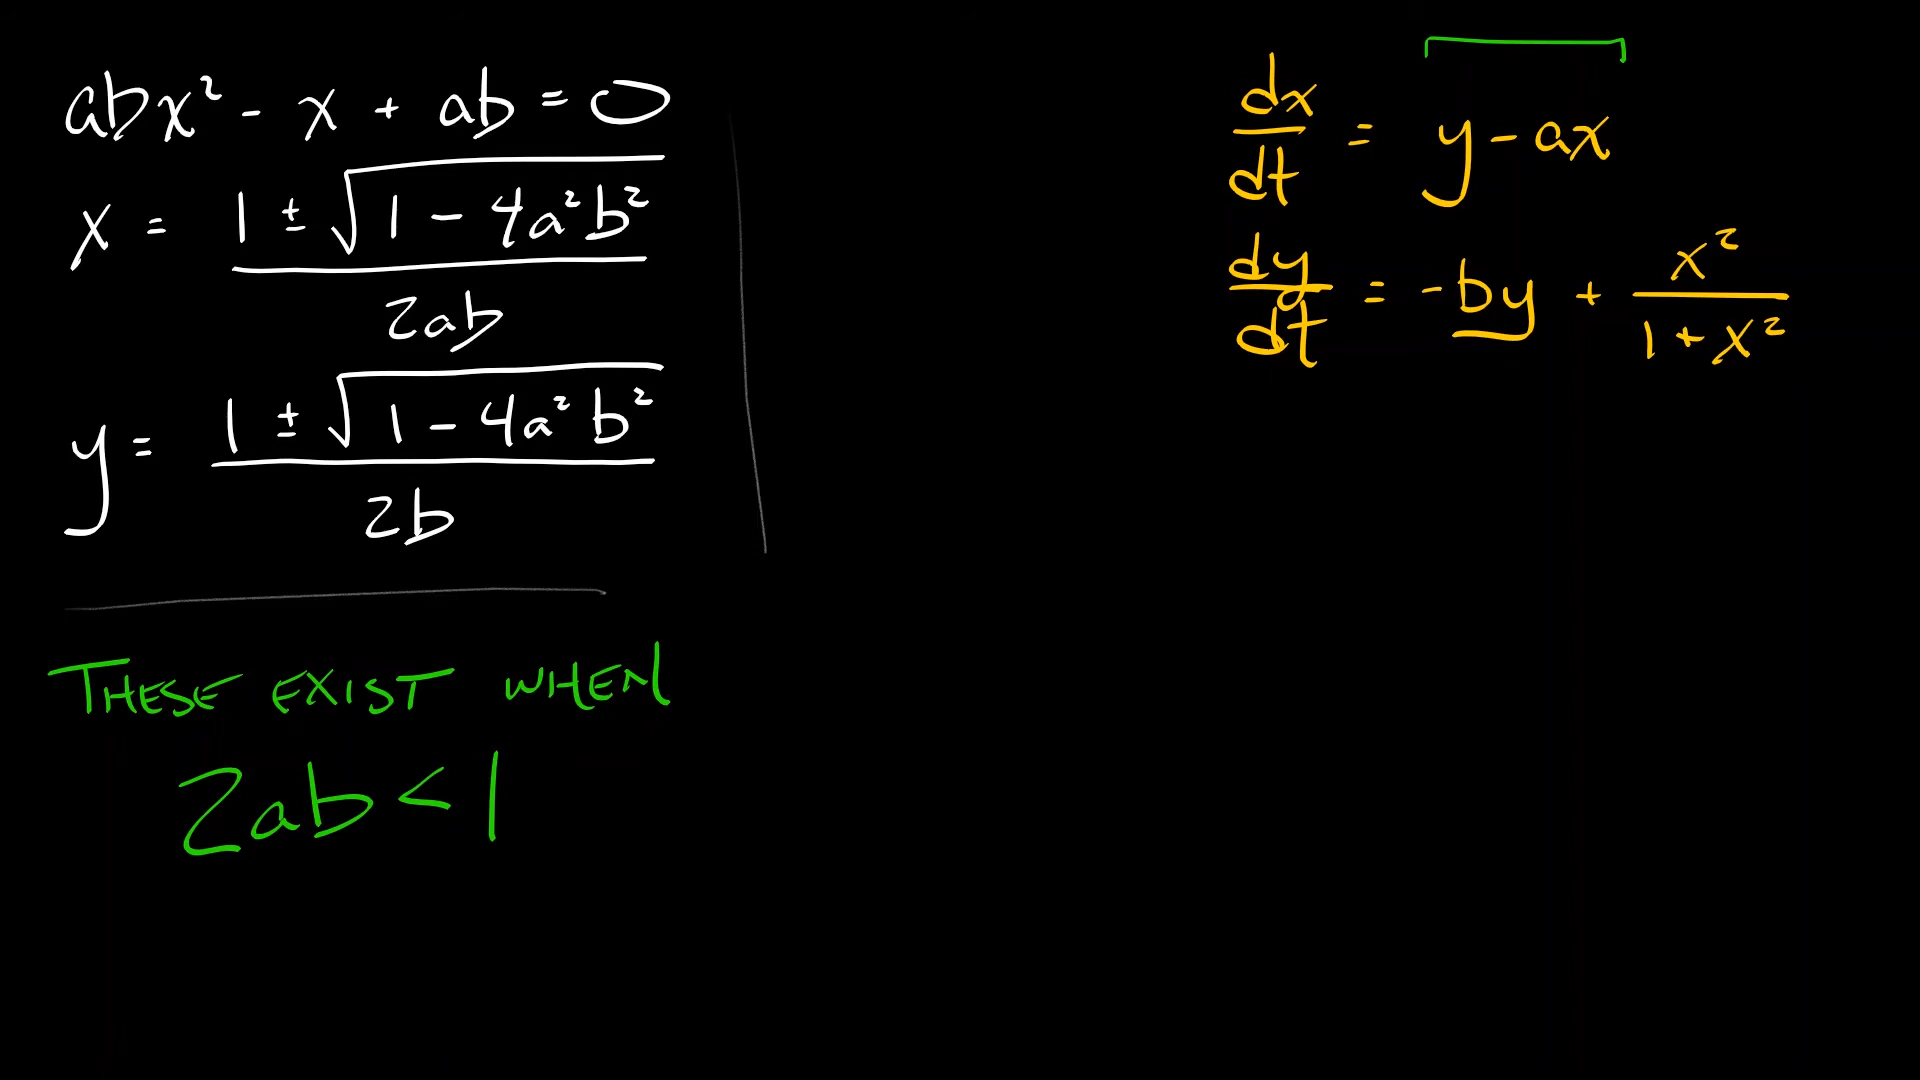 abx² - x + ab = 0
x = (1 ± √(1 - 4a²b²)) / 2ab
y = (1 ± √(1 - 4a²b²)) / 2b
THESE EXIST WHEN
2ab < 1
dx/dt = y - ax
dy/dt = -by + x²/(1 + x²)